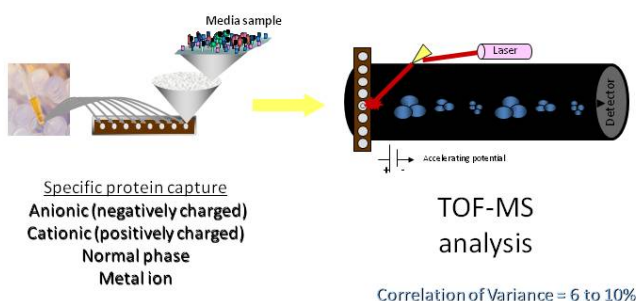 Media sample
Laser
Detector
+ -
Accelerating potential
Specific protein capture
Anionic (negatively charged)
Cationic (positively charged)
Normal phase
Metal ion
TOF-MS
analysis
Correlation of Variance = 6 to 10%